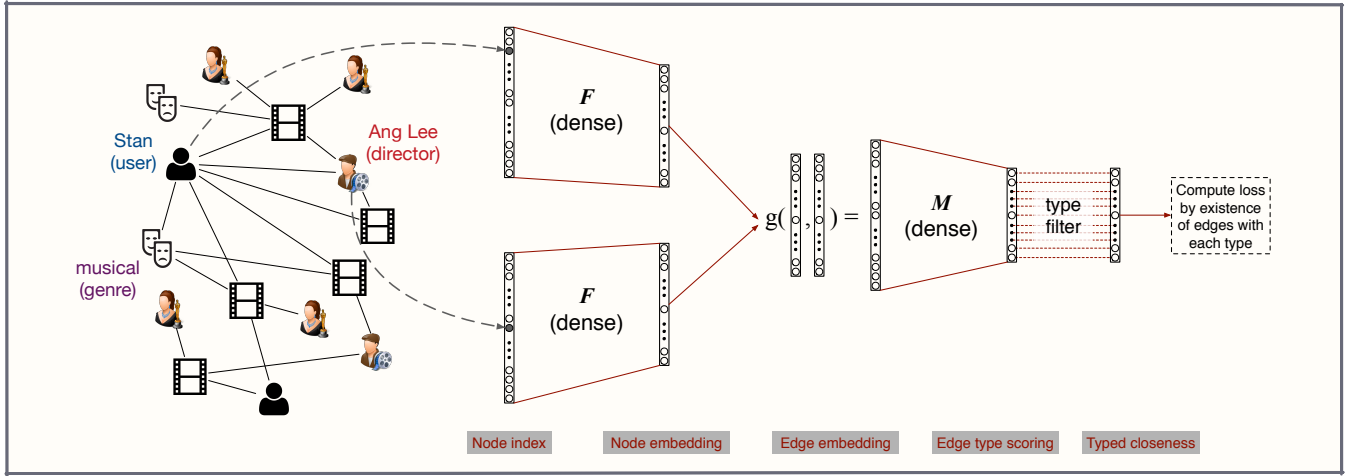 Stan
(user)
Ang Lee
(director)
musical
(genre)
F
(dense)
F
(dense)
g( , ) =
M
(dense)
type
filter
Compute loss
by existence
of edges with
each type
Node index
Node embedding
Edge embedding
Edge type scoring
Typed closeness